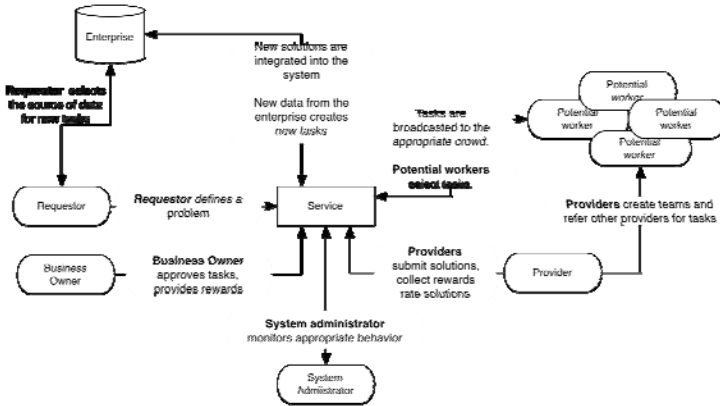 Enterprise
New solutions are
integrated into the
system
Requestor selects
the source of data
for new tasks
New data from the
enterprise creates
new tasks
Tasks are
broadcasted to the
appropriate crowd.
Potential workers
select tasks.
Potential
worker
Potential
worker
Potential
worker
Potential
worker
Requestor
Requestor defines a
problem
Service
Providers create teams and
refer other providers for tasks
Business
Owner
Business Owner
approves tasks,
provides rewards
Providers
submit solutions,
collect rewards
rate solutions
Provider
System administrator
monitors appropriate behavior
System
Admiistrator